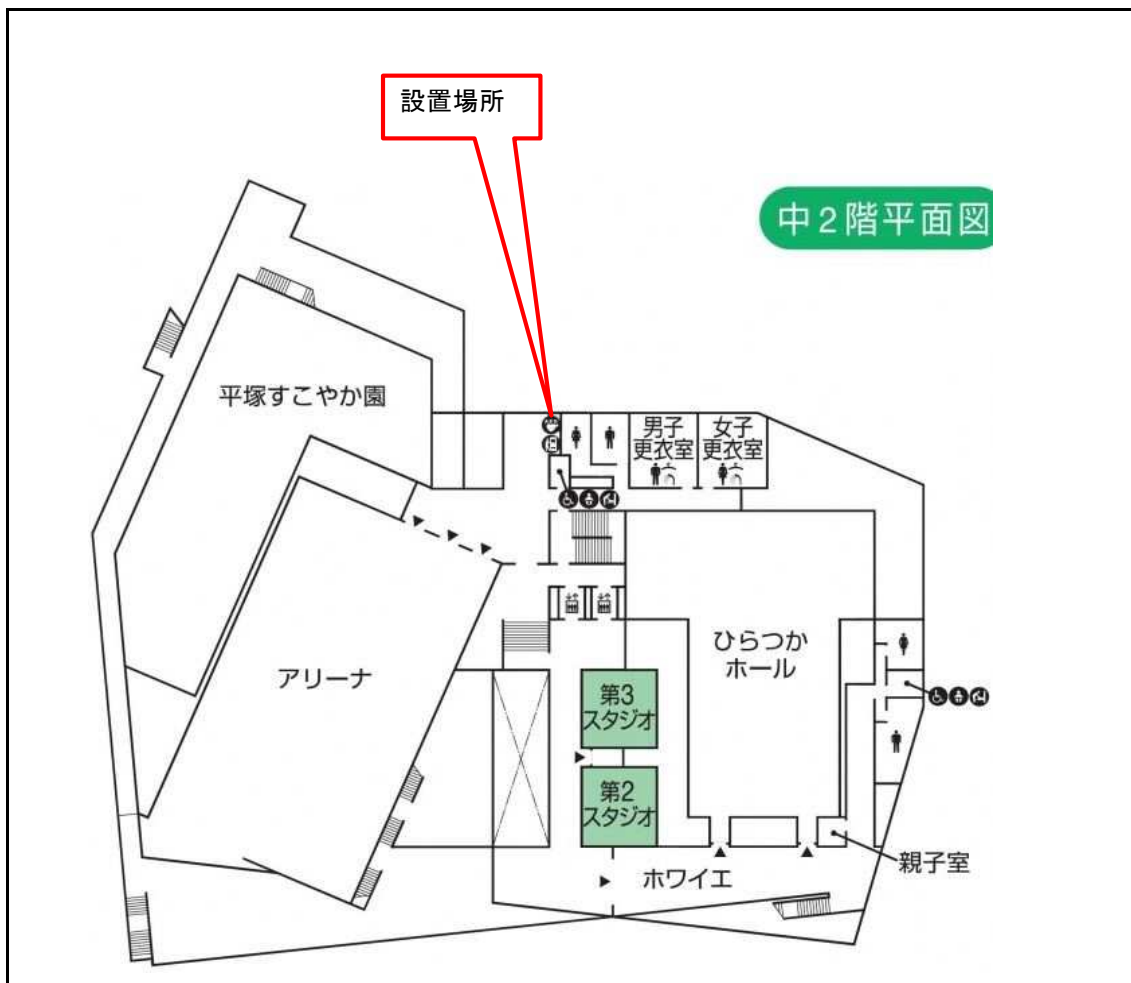 設置場所
中2階平面図
平塚すこやか園
男子
更衣室
女子
更衣室
アリーナ
ひらつか
ホール
第3
スタジオ
第2
スタジオ
ホワイエ
親子室